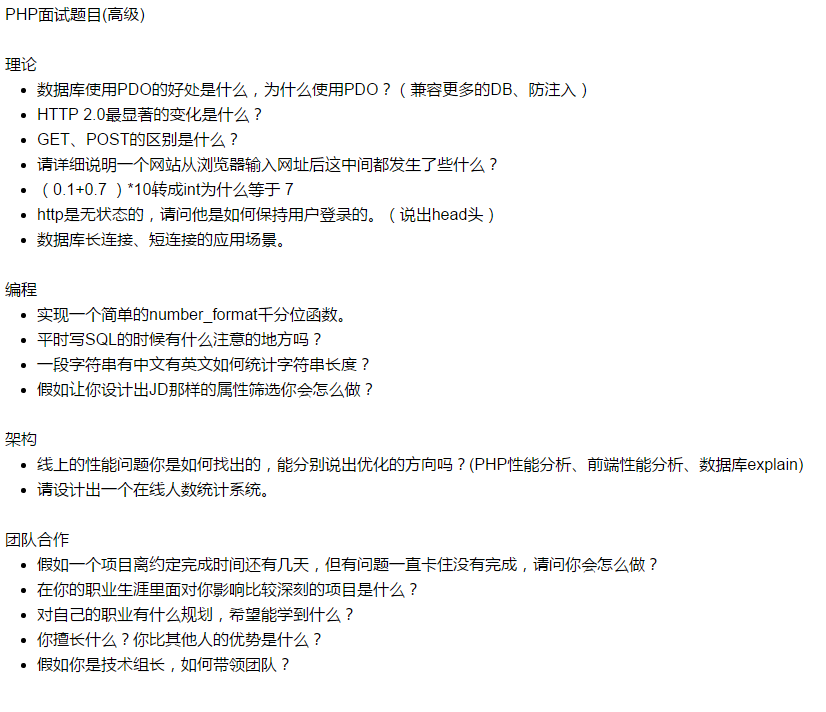 PHP面试题目(高级)
理论
数据库使用PDO的好处是什么，为什么使用PDO？（兼容更多的DB、防注入）
HTTP 2.0最显著的变化是什么？
GET、POST的区别是什么？
请详细说明一个网站从浏览器输入网址后这中间都发生了些什么？
（0.1+0.7 ）*10转成int为什么等于 7
http是无状态的，请问他是如何保持用户登录的。（说出head头）
数据库长连接、短连接的应用场景。
编程
实现一个简单的number_format千分位函数。
平时写SQL的时候有什么注意的地方吗？
一段字符串有中文有英文如何统计字符串长度？
假如让你设计出JD那样的属性筛选你会怎么做？
架构
线上的性能问题你是如何找出的，能分别说出优化的方向吗？(PHP性能分析、前端性能分析、数据库explain)
请设计出一个在线人数统计系统。
团队合作
假如一个项目离约定完成时间还有几天，但有问题一直卡住没有完成，请问你会怎么做？
在你的职业生涯里面对你影响比较深刻的项目是什么？
对自己的职业有什么规划，希望能学到什么？
你擅长什么？你比其他人的优势是什么？
假如你是技术组长，如何带领团队？